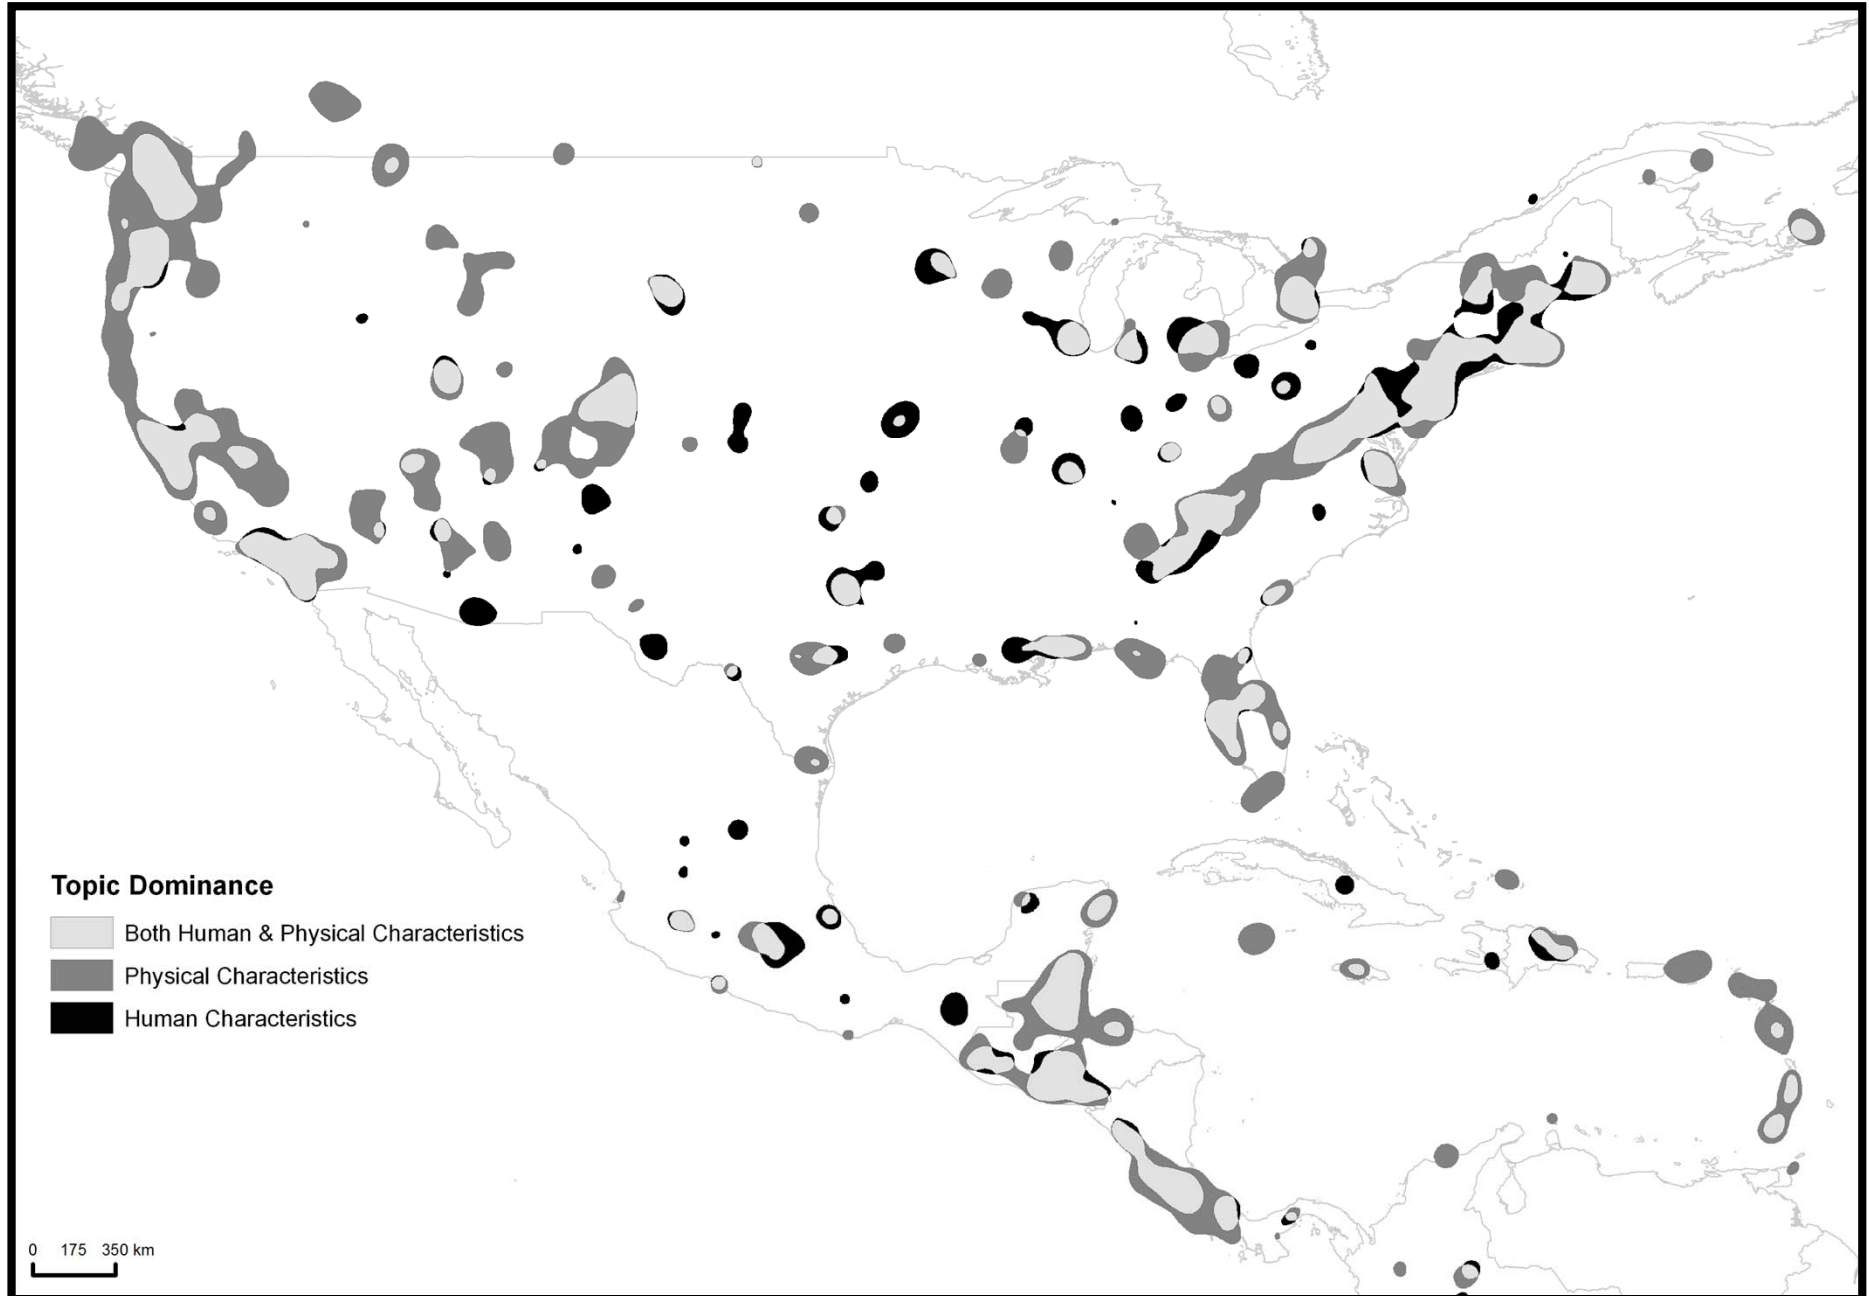 Topic Dominance
Both Human & Physical Characteristics
Physical Characteristics
Human Characteristics
0 175 350 km